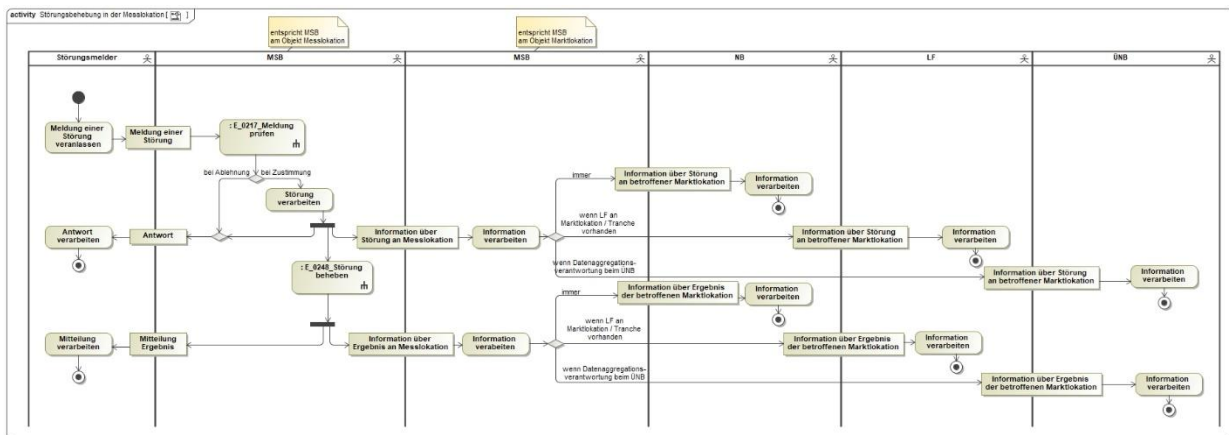 activity Störungsbehebung in der Messlokation [ ]
entspricht MSB
am Objekt Messlokation
entspricht MSB
am Objekt Marktlokation
Störungsmelder
MSB
MSB
NB
LF
ÜNB
Meldung einer
Störung
veranlassen
Meldung einer
Störung
: E_0217_Meldung
prüfen
bei Ablehnung
bei Zustimmung
Störung
verarbeiten
immer
Information über Störung
an betroffener Marktlokation
Information
verarbeiten
wenn LF an
Marktlokation / Tranche
vorhanden
Antwort
verarbeiten
Antwort
Information über
Störung an Messlokation
Information
verarbeiten
Information über Störung
an betroffener Marktlokation
Information
verarbeiten
wenn Datenaggregations-
verantwortung beim ÜNB
Information über Störung
an betroffener Marktlokation
Information
verarbeiten
: E_0248_Störung
beheben
immer
Information über Ergebnis
der betroffenen Marktlokation
Information
verarbeiten
wenn LF an
Marktlokation / Tranche
vorhanden
Mitteilung
verarbeiten
Mitteilung
Ergebnis
Information über
Ergebnis an Messlokation
Information
verabeiten
Information über Ergebnis
der betroffenen Marktlokation
Information
verarbeiten
wenn Datenaggregations-
verantwortung beim ÜNB
Information über Ergebnis
der betroffenen Marktlokation
Information
verarbeiten